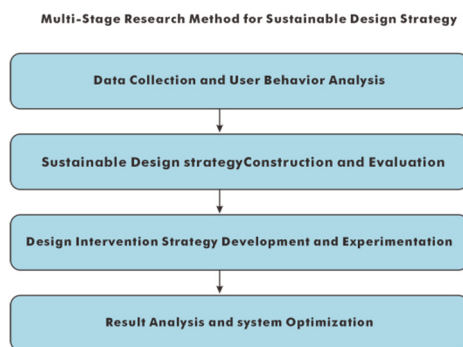 Multi-Stage Research Method for Sustainable Design Strategy
Data Collection and User Behavior Analysis
Sustainable Design strategyConstruction and Evaluation
Design Intervention Strategy Development and Experimentation
Result Analysis and system Optimization